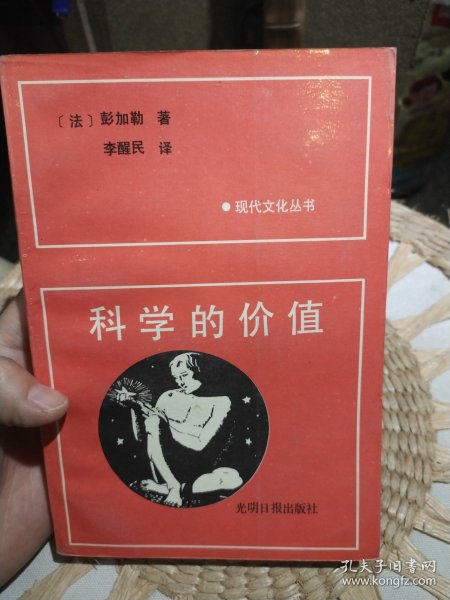 〔法〕彭加勒 著
李醒民 译
●现代文化丛书
科学的价值
光明日报出版社
孔夫子旧书网
www.kongfz.com